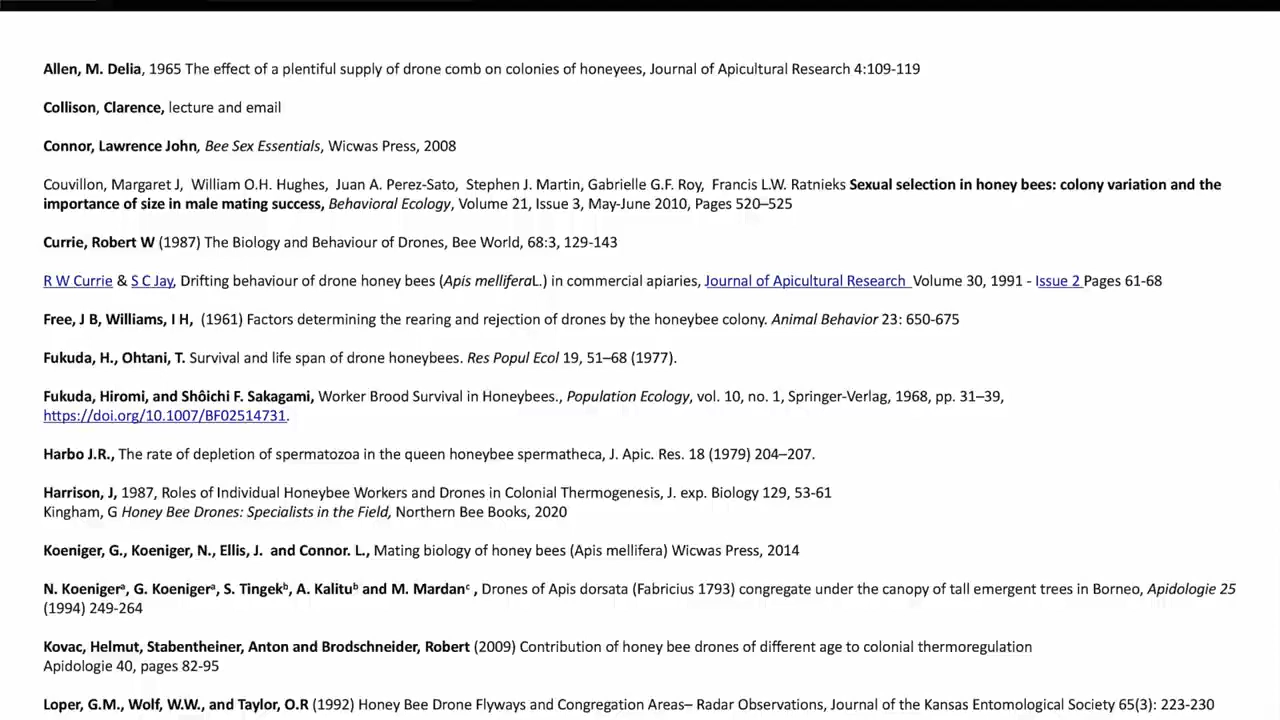 Allen, M. Delia, 1965 The effect of a plentiful supply of drone comb on colonies of honeyees, Journal of Apicultural Research 4:109-119
Collison, Clarence, lecture and email
Connor, Lawrence John, Bee Sex Essentials, Wicwas Press, 2008
Couvillon, Margaret J, William O.H. Hughes, Juan A. Perez-Sato, Stephen J. Martin, Gabrielle G.F. Roy, Francis L.W. Ratnieks Sexual selection in honey bees: colony variation and the
importance of size in male mating success, Behavioral Ecology, Volume 21, Issue 3, May-June 2010, Pages 520–525
Currie, Robert W (1987) The Biology and Behaviour of Drones, Bee World, 68:3, 129-143
R W Currie & S C Jay, Drifting behaviour of drone honey bees (Apis melliferaL.) in commercial apiaries, Journal of Apicultural Research Volume 30, 1991 - Issue 2 Pages 61-68
Free, J B, Williams, I H, (1961) Factors determining the rearing and rejection of drones by the honeybee colony. Animal Behavior 23: 650-675
Fukuda, H., Ohtani, T. Survival and life span of drone honeybees. Res Popul Ecol 19, 51–68 (1977).
Fukuda, Hiromi, and Shôichi F. Sakagami, Worker Brood Survival in Honeybees., Population Ecology, vol. 10, no. 1, Springer-Verlag, 1968, pp. 31–39,
https://doi.org/10.1007/BF02514731.
Harbo J.R., The rate of depletion of spermatozoa in the queen honeybee spermatheca, J. Apic. Res. 18 (1979) 204–207.
Harrison, J, 1987, Roles of Individual Honeybee Workers and Drones in Colonial Thermogenesis, J. exp. Biology 129, 53-61
Kingham, G Honey Bee Drones: Specialists in the Field, Northern Bee Books, 2020
Koeniger, G., Koeniger, N., Ellis, J. and Connor. L., Mating biology of honey bees (Apis mellifera) Wicwas Press, 2014
N. Koenigerᵃ, G. Koenigerᵃ, S. Tingekᵇ, A. Kalituᵇ and M. Mardanᶜ , Drones of Apis dorsata (Fabricius 1793) congregate under the canopy of tall emergent trees in Borneo, Apidologie 25
(1994) 249-264
Kovac, Helmut, Stabentheiner, Anton and Brodschneider, Robert (2009) Contribution of honey bee drones of different age to colonial thermoregulation
Apidologie 40, pages 82-95
Loper, G.M., Wolf, W.W., and Taylor, O.R (1992) Honey Bee Drone Flyways and Congregation Areas– Radar Observations, Journal of the Kansas Entomological Society 65(3): 223-230